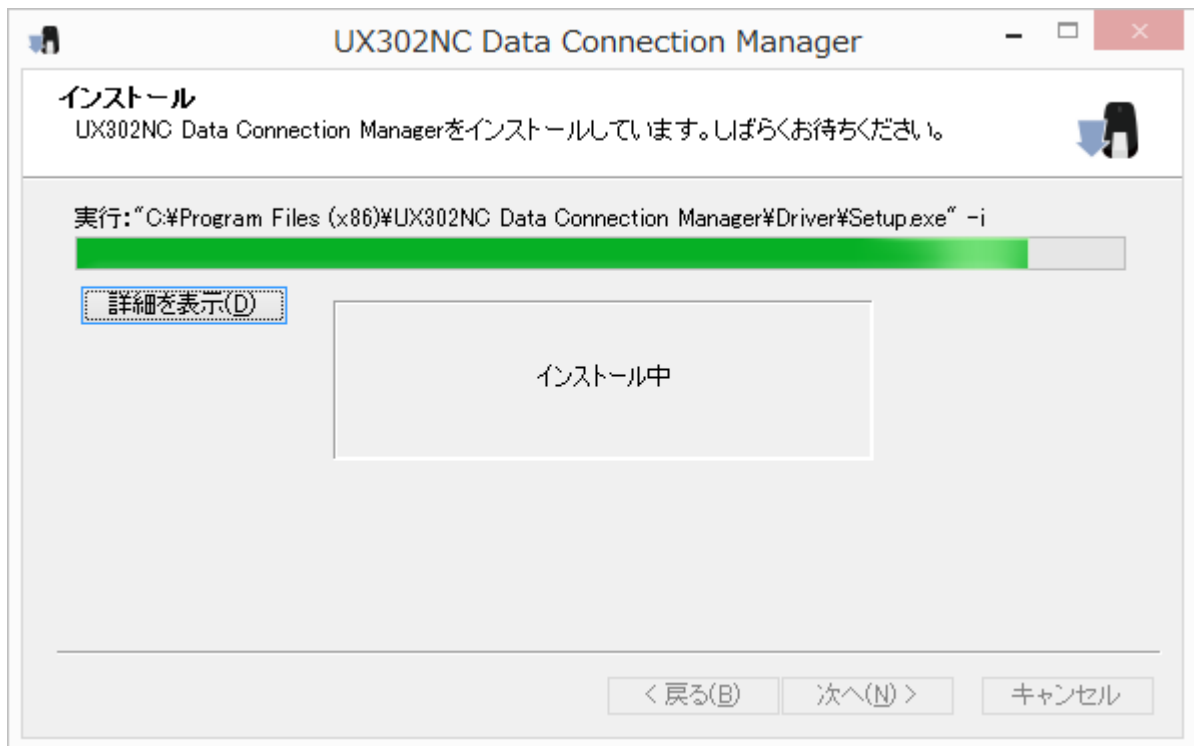 UX302NC Data Connection Manager
インストール
UX302NC Data Connection Managerをインストールしています。しばらくお待ちください。
実行:"C:¥Program Files (x86)¥UX302NC Data Connection Manager¥Driver¥Setup.exe" -i
詳細を表示(D)
インストール中
< 戻る(B)
次へ(N) >
キャンセル